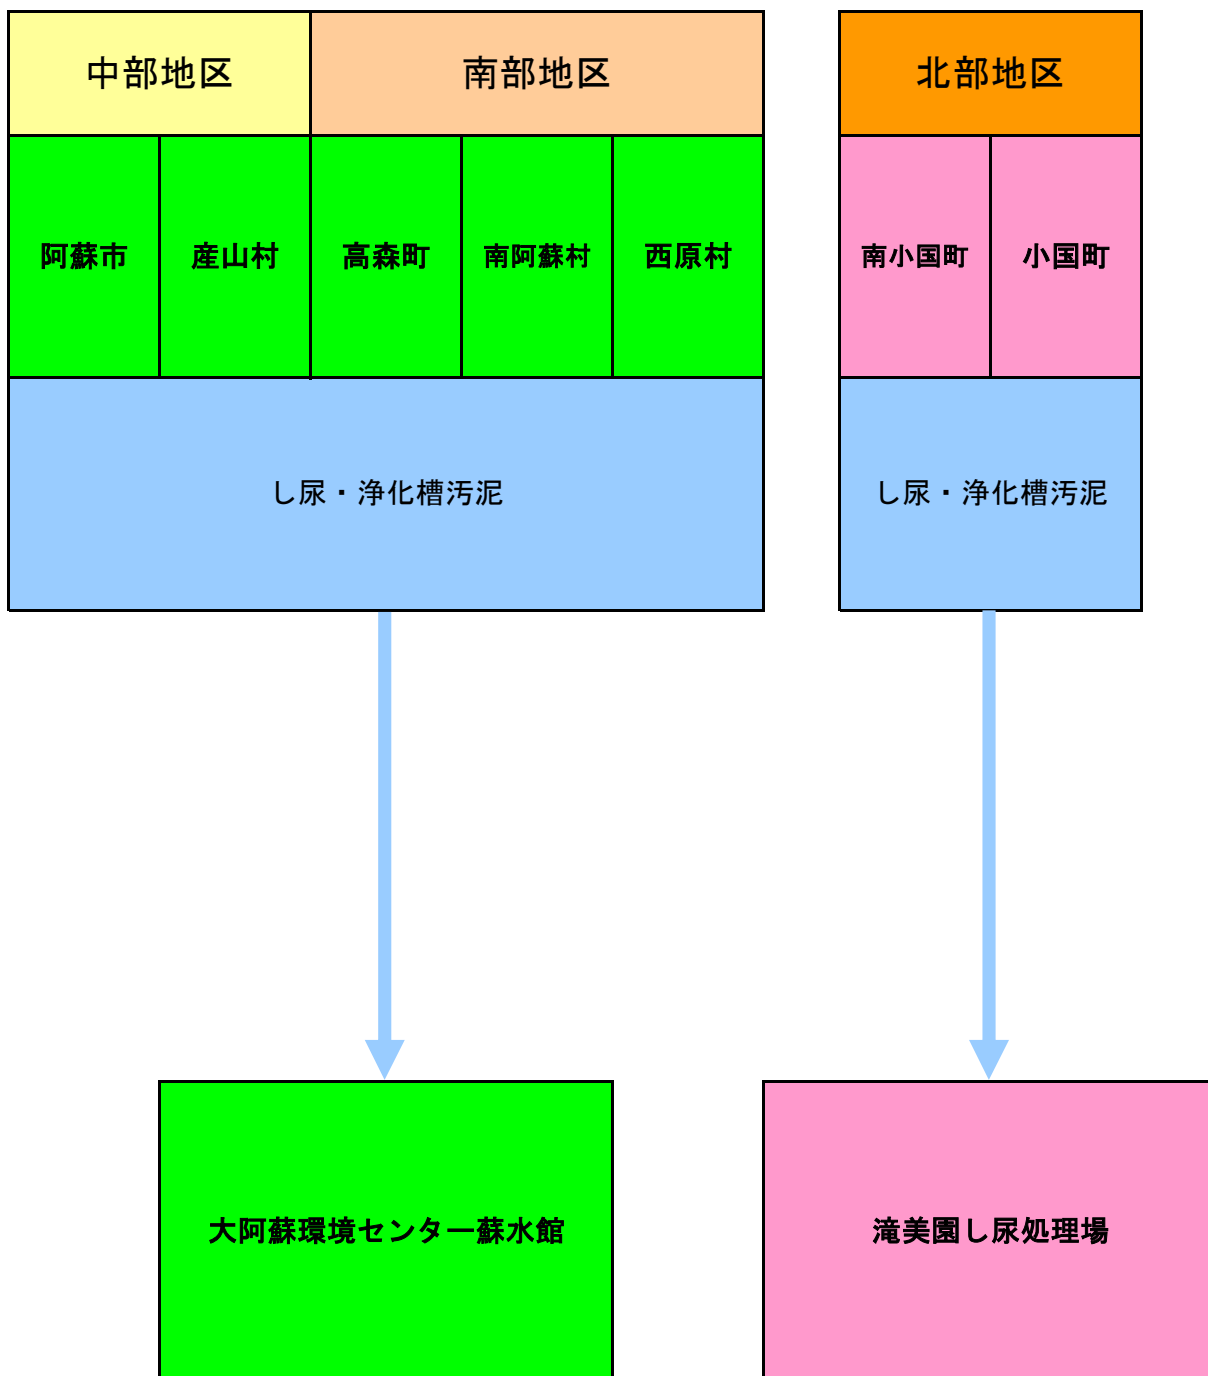 中部地区
南部地区
北部地区
阿蘇市
産山村
高森町
南阿蘇村
西原村
南小国町
小国町
し尿・浄化槽汚泥
し尿・浄化槽汚泥
大阿蘇環境センター蘇水館
滝美園し尿処理場